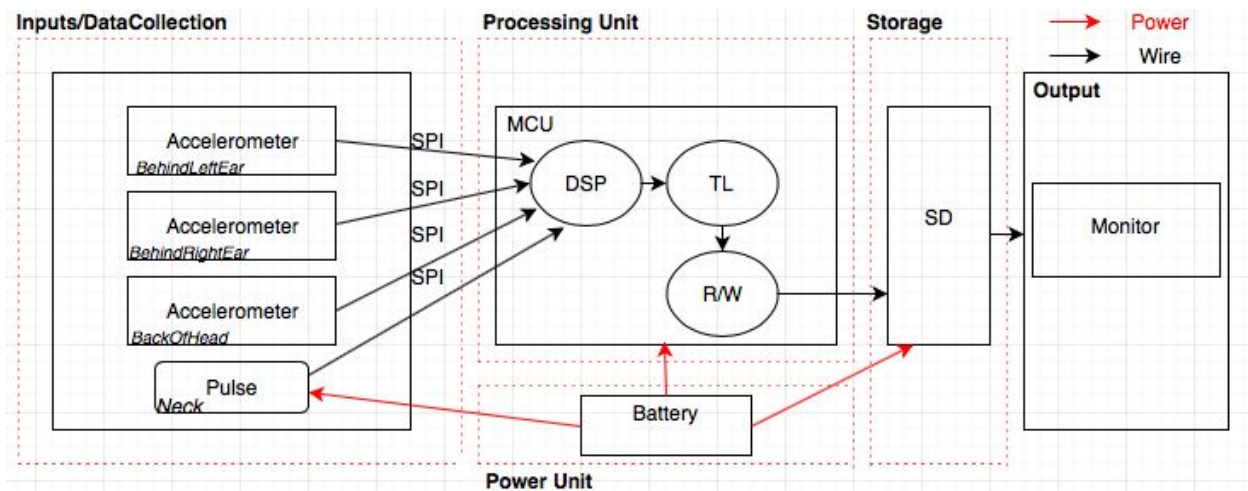 Inputs/DataCollection
Processing Unit
Storage
Power
Wire
Output
MCU
Accelerometer
BehindLeftEar
SPI
Accelerometer
BehindRightEar
SPI
Accelerometer
BackOfHead
SPI
Pulse
Neck
SPI
DSP
TL
R/W
SD
Monitor
Battery
Power Unit